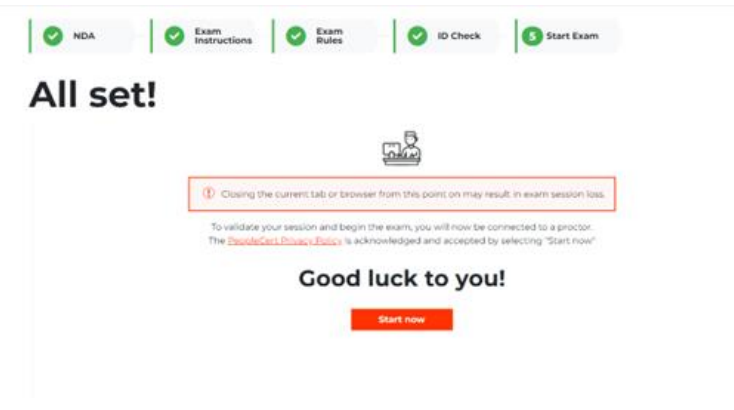 NDA
Exam
Instructions
Exam
Rules
ID Check
5 Start Exam
All set!
Closing the current tab or browser from this point on may result in exam session loss.
To validate your session and begin the exam, you will now be connected to a proctor.
The PeopleCert Privacy Policy is acknowledged and accepted by selecting "Start now"
Good luck to you!
Start now